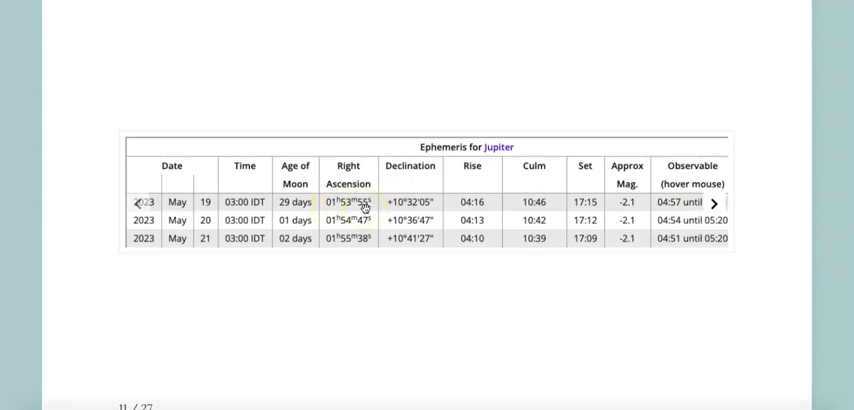 Ephemeris for Jupiter
Date Time Age of Moon Right Ascension Declination Rise Culm Set Approx Mag. Observable (hover mouse)
2023 May 19 03:00 IDT 29 days 01ʰ53ᵐ55ˢ +10°32'05" 04:16 10:46 17:15 -2.1 04:57 until
2023 May 20 03:00 IDT 01 days 01ʰ54ᵐ47ˢ +10°36'47" 04:13 10:42 17:12 -2.1 04:54 until 05:20
2023 May 21 03:00 IDT 02 days 01ʰ55ᵐ38ˢ +10°41'27" 04:10 10:39 17:09 -2.1 04:51 until 05:20
11 / 27